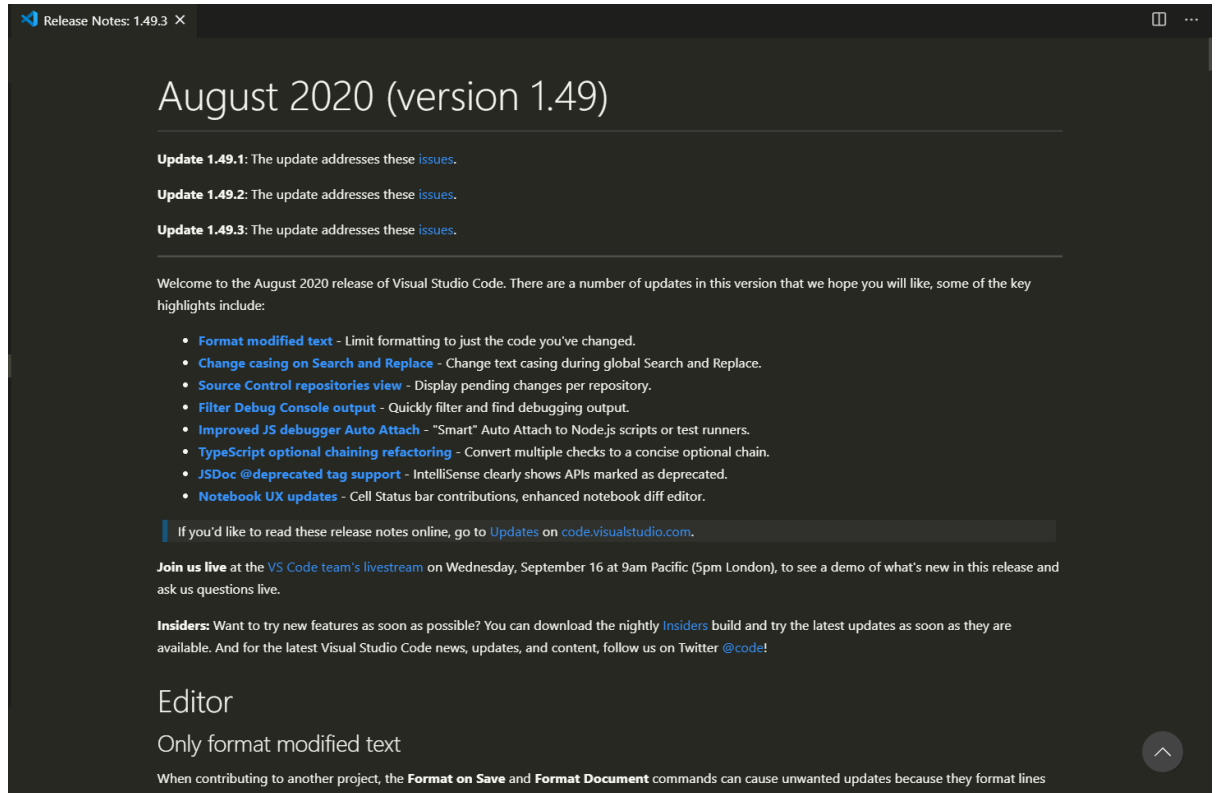 Release Notes: 1.49.3
August 2020 (version 1.49)
Update 1.49.1: The update addresses these issues.
Update 1.49.2: The update addresses these issues.
Update 1.49.3: The update addresses these issues.
Welcome to the August 2020 release of Visual Studio Code. There are a number of updates in this version that we hope you will like, some of the key
highlights include:
• Format modified text - Limit formatting to just the code you've changed.
• Change casing on Search and Replace - Change text casing during global Search and Replace.
• Source Control repositories view - Display pending changes per repository.
• Filter Debug Console output - Quickly filter and find debugging output.
• Improved JS debugger Auto Attach - "Smart" Auto Attach to Node.js scripts or test runners.
• TypeScript optional chaining refactoring - Convert multiple checks to a concise optional chain.
• JSDoc @deprecated tag support - IntelliSense clearly shows APIs marked as deprecated.
• Notebook UX updates - Cell Status bar contributions, enhanced notebook diff editor.
If you'd like to read these release notes online, go to Updates on code.visualstudio.com.
Join us live at the VS Code team's livestream on Wednesday, September 16 at 9am Pacific (5pm London), to see a demo of what's new in this release and
ask us questions live.
Insiders: Want to try new features as soon as possible? You can download the nightly Insiders build and try the latest updates as soon as they are
available. And for the latest Visual Studio Code news, updates, and content, follow us on Twitter @code!
Editor
Only format modified text
When contributing to another project, the Format on Save and Format Document commands can cause unwanted updates because they format lines